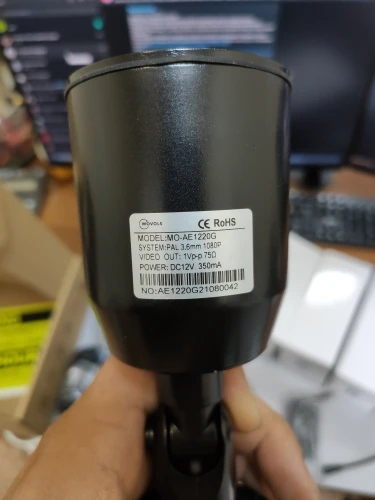 MOVOLS
CE RoHS
MODEL:MO-AE1220G
SYSTEM:PAL 3.6mm 1080P
VIDEO OUT: 1Vp-p 75Ω
POWER: DC12V 350mA
NO:AE1220G21080042